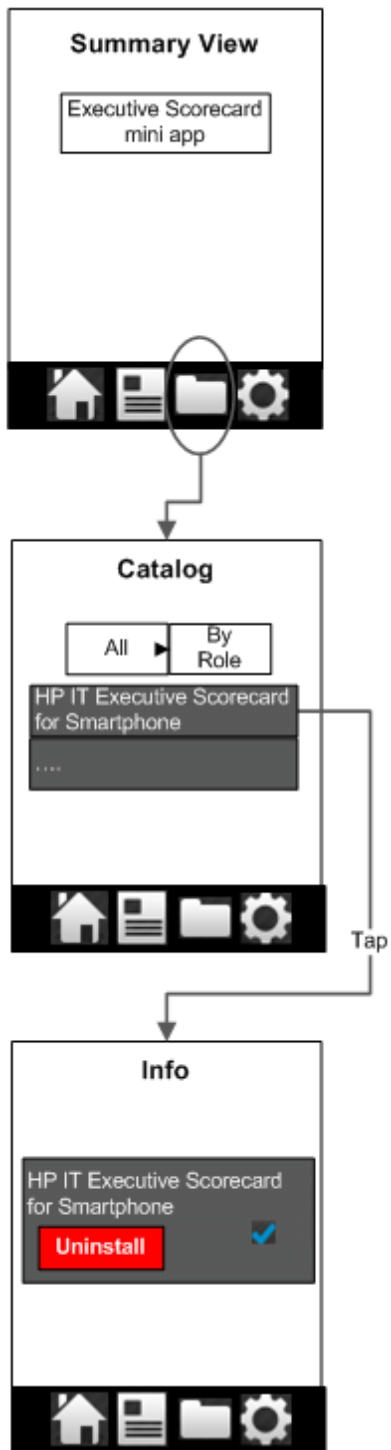 Summary View
Executive Scorecard
mini app
Catalog
All
By
Role
HP IT Executive Scorecard
for Smartphone
....
Tap
Info
HP IT Executive Scorecard
for Smartphone
Uninstall